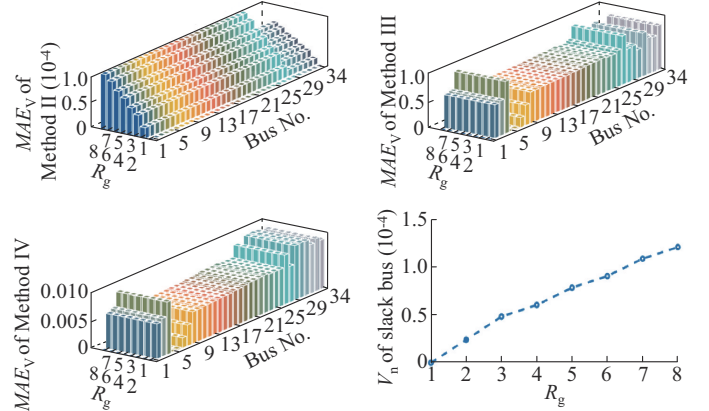 MAE_V of Method II (10⁻⁴)
1.0
0.5
0
8 7 6 5 4 3 2 1
R_g
1 5 9 13 17 21 25 29 34
Bus No.
MAE_V of Method III
1.0
0.5
0
8 7 6 5 4 3 2 1
R_g
1 5 9 13 17 21 25 29 34
Bus No.
MAE_V of Method IV
0.010
0.005
0
8 7 6 5 4 3 2 1
R_g
1 5 9 13 17 21 25 29 34
Bus No.
V_n of slack bus (10⁻⁴)
1.5
1.0
0.5
0
1 2 3 4 5 6 7 8
R_g